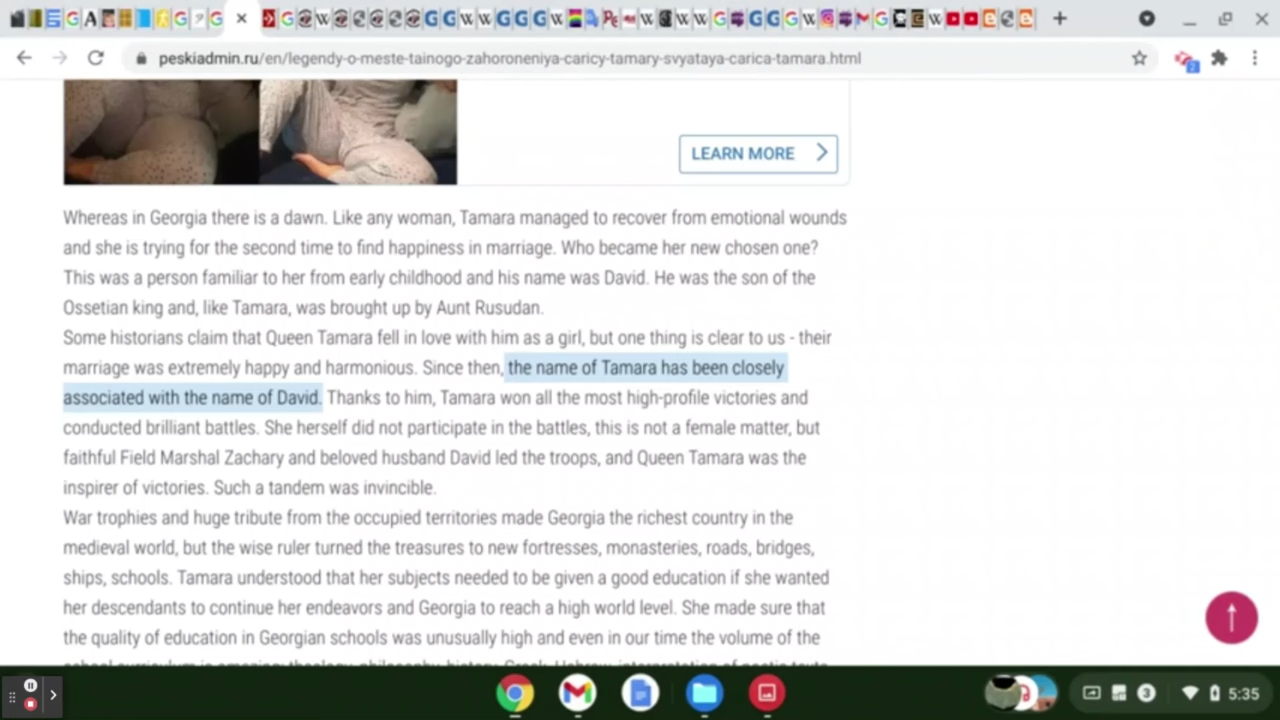 peskiadmin.ru/en/legendy-o-meste-tainogo-zahoroneniya-caricy-tamary-svyataya-carica-tamara.html
LEARN MORE
Whereas in Georgia there is a dawn. Like any woman, Tamara managed to recover from emotional wounds
and she is trying for the second time to find happiness in marriage. Who became her new chosen one?
This was a person familiar to her from early childhood and his name was David. He was the son of the
Ossetian king and, like Tamara, was brought up by Aunt Rusudan.
Some historians claim that Queen Tamara fell in love with him as a girl, but one thing is clear to us - their
marriage was extremely happy and harmonious. Since then, the name of Tamara has been closely
associated with the name of David. Thanks to him, Tamara won all the most high-profile victories and
conducted brilliant battles. She herself did not participate in the battles, this is not a female matter, but
faithful Field Marshal Zachary and beloved husband David led the troops, and Queen Tamara was the
inspirer of victories. Such a tandem was invincible.
War trophies and huge tribute from the occupied territories made Georgia the richest country in the
medieval world, but the wise ruler turned the treasures to new fortresses, monasteries, roads, bridges,
ships, schools. Tamara understood that her subjects needed to be given a good education if she wanted
her descendants to continue her endeavors and Georgia to reach a high world level. She made sure that
the quality of education in Georgian schools was unusually high and even in our time the volume of the
3
5:35